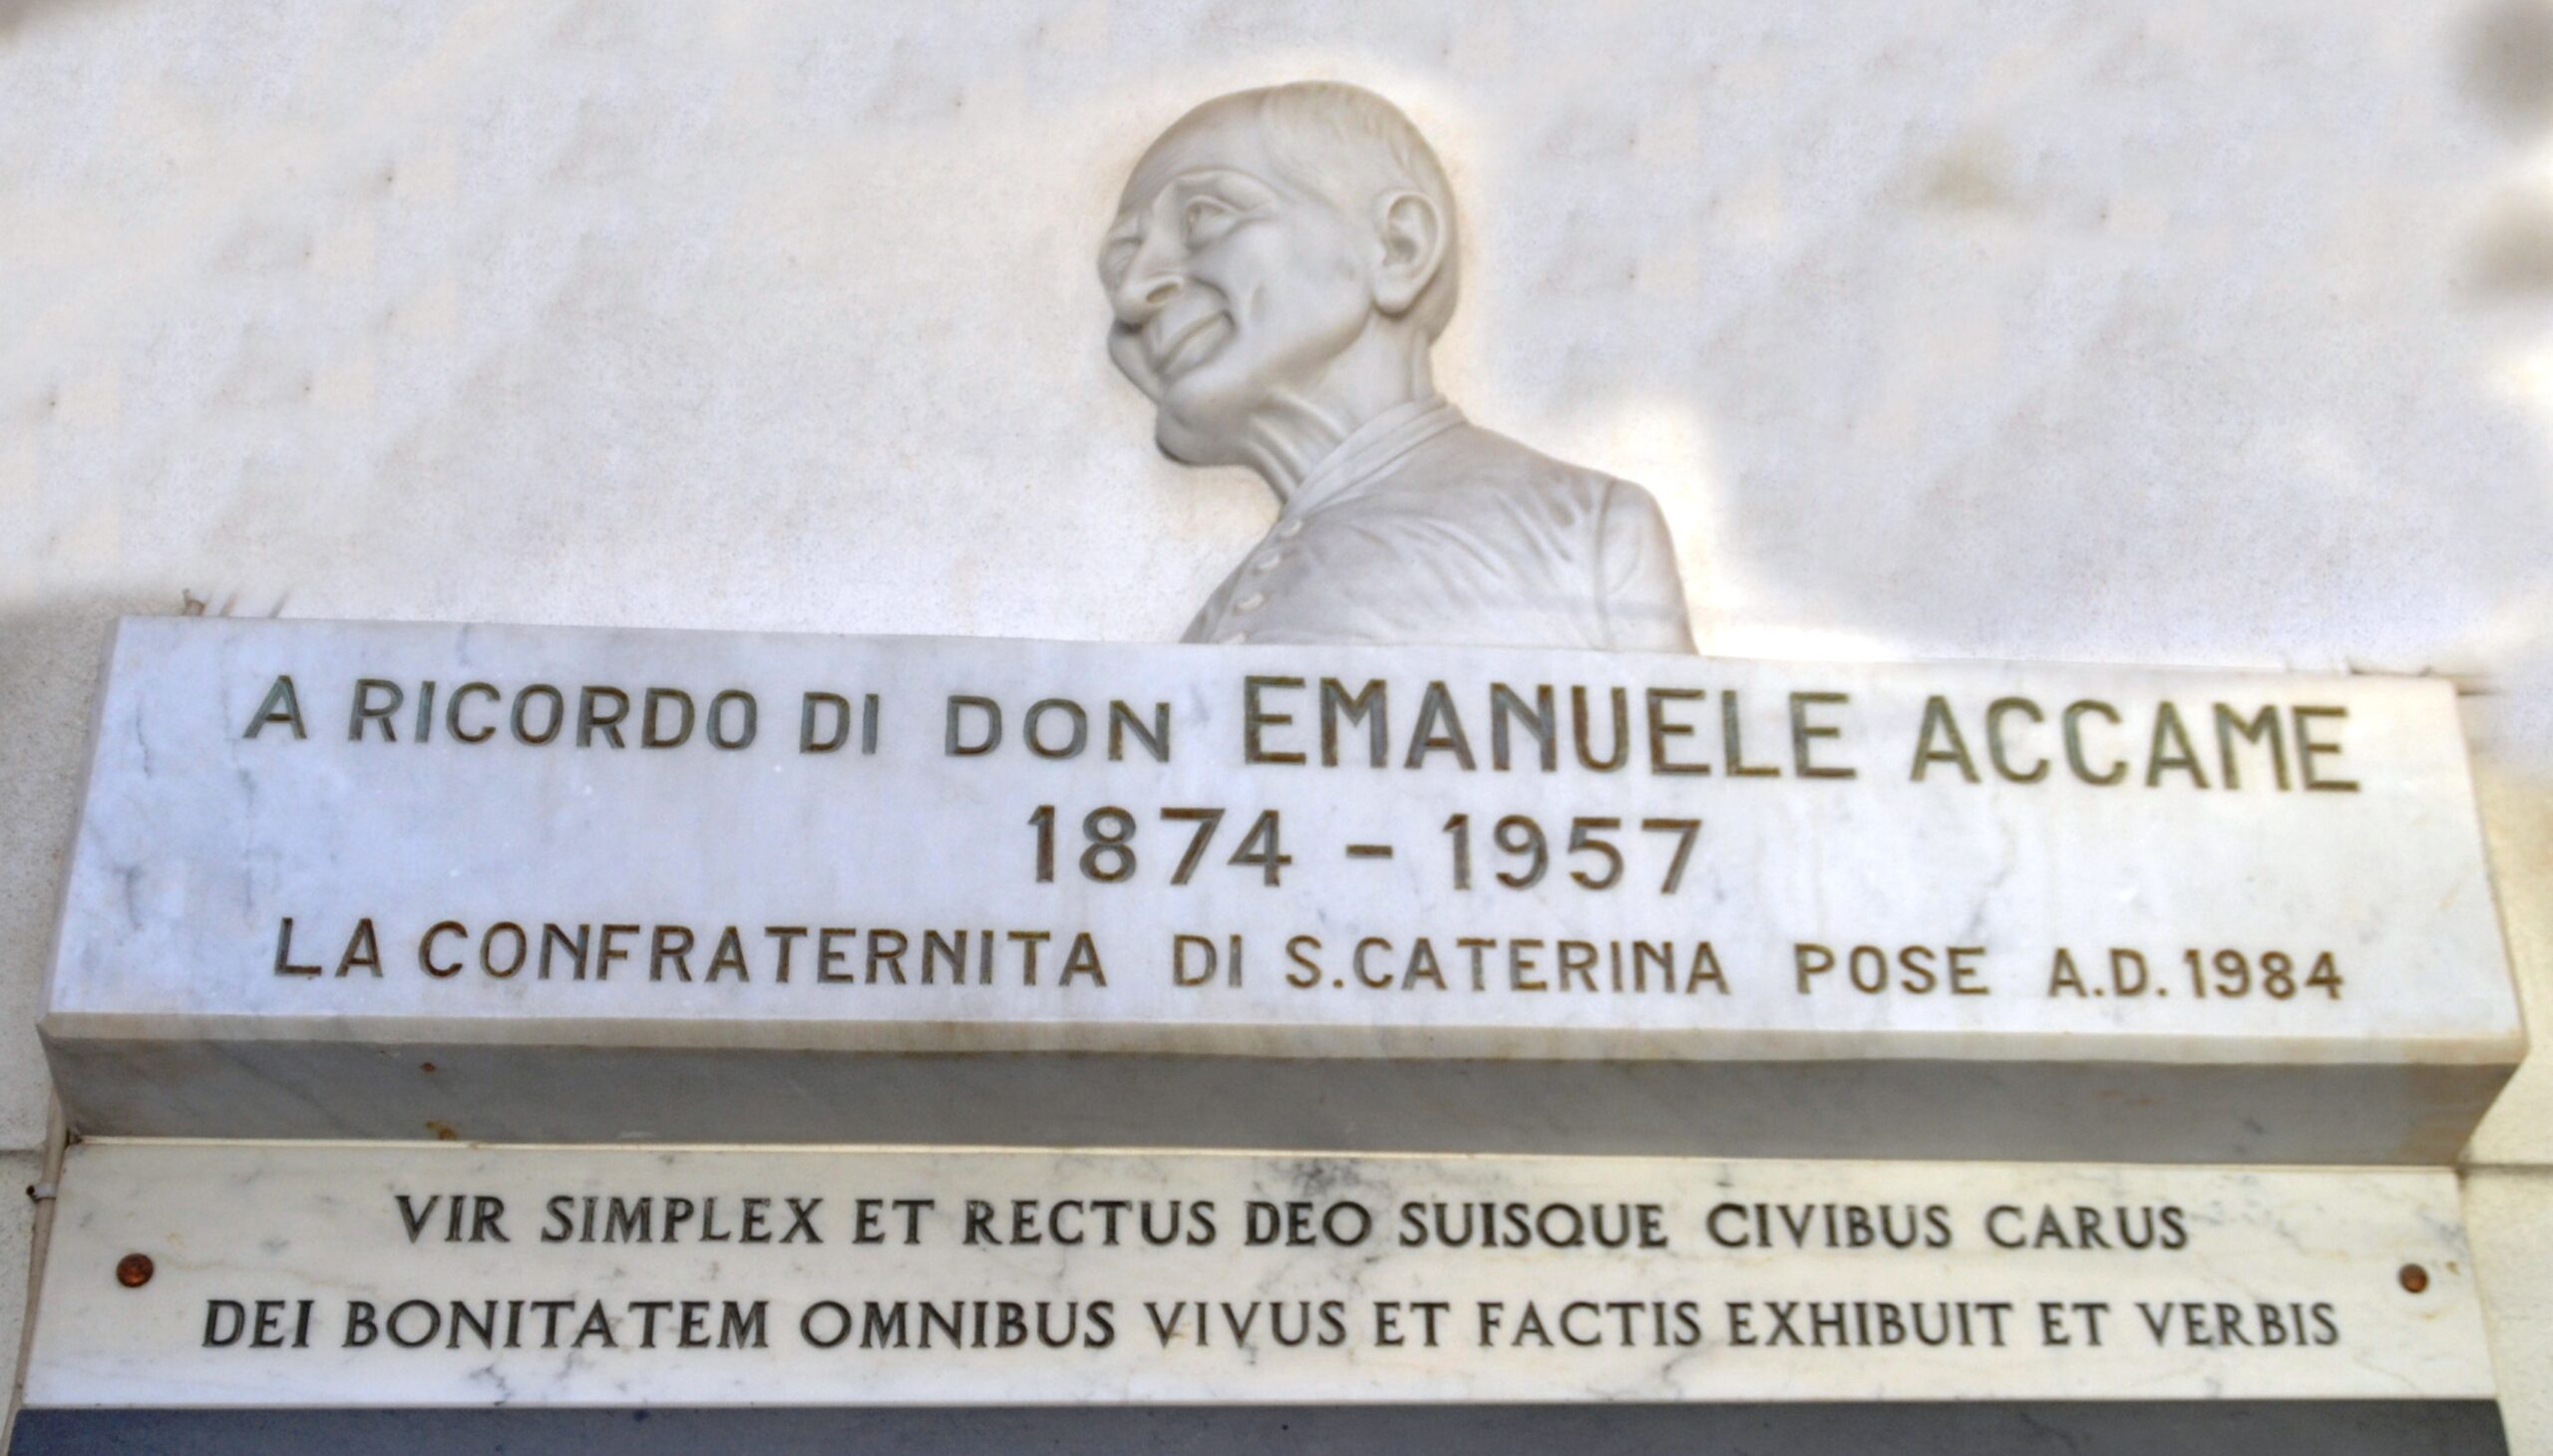 A RICORDO DI DON EMANUELE ACCAME
1874 - 1957
LA CONFRATERNITA DI S.CATERINA POSE A.D.1984
VIR SIMPLEX ET RECTUS DEO SUISQUE CIVIBUS CARUS
DEI BONITATEM OMNIBUS VIVUS ET FACTIS EXHIBUIT ET VERBIS